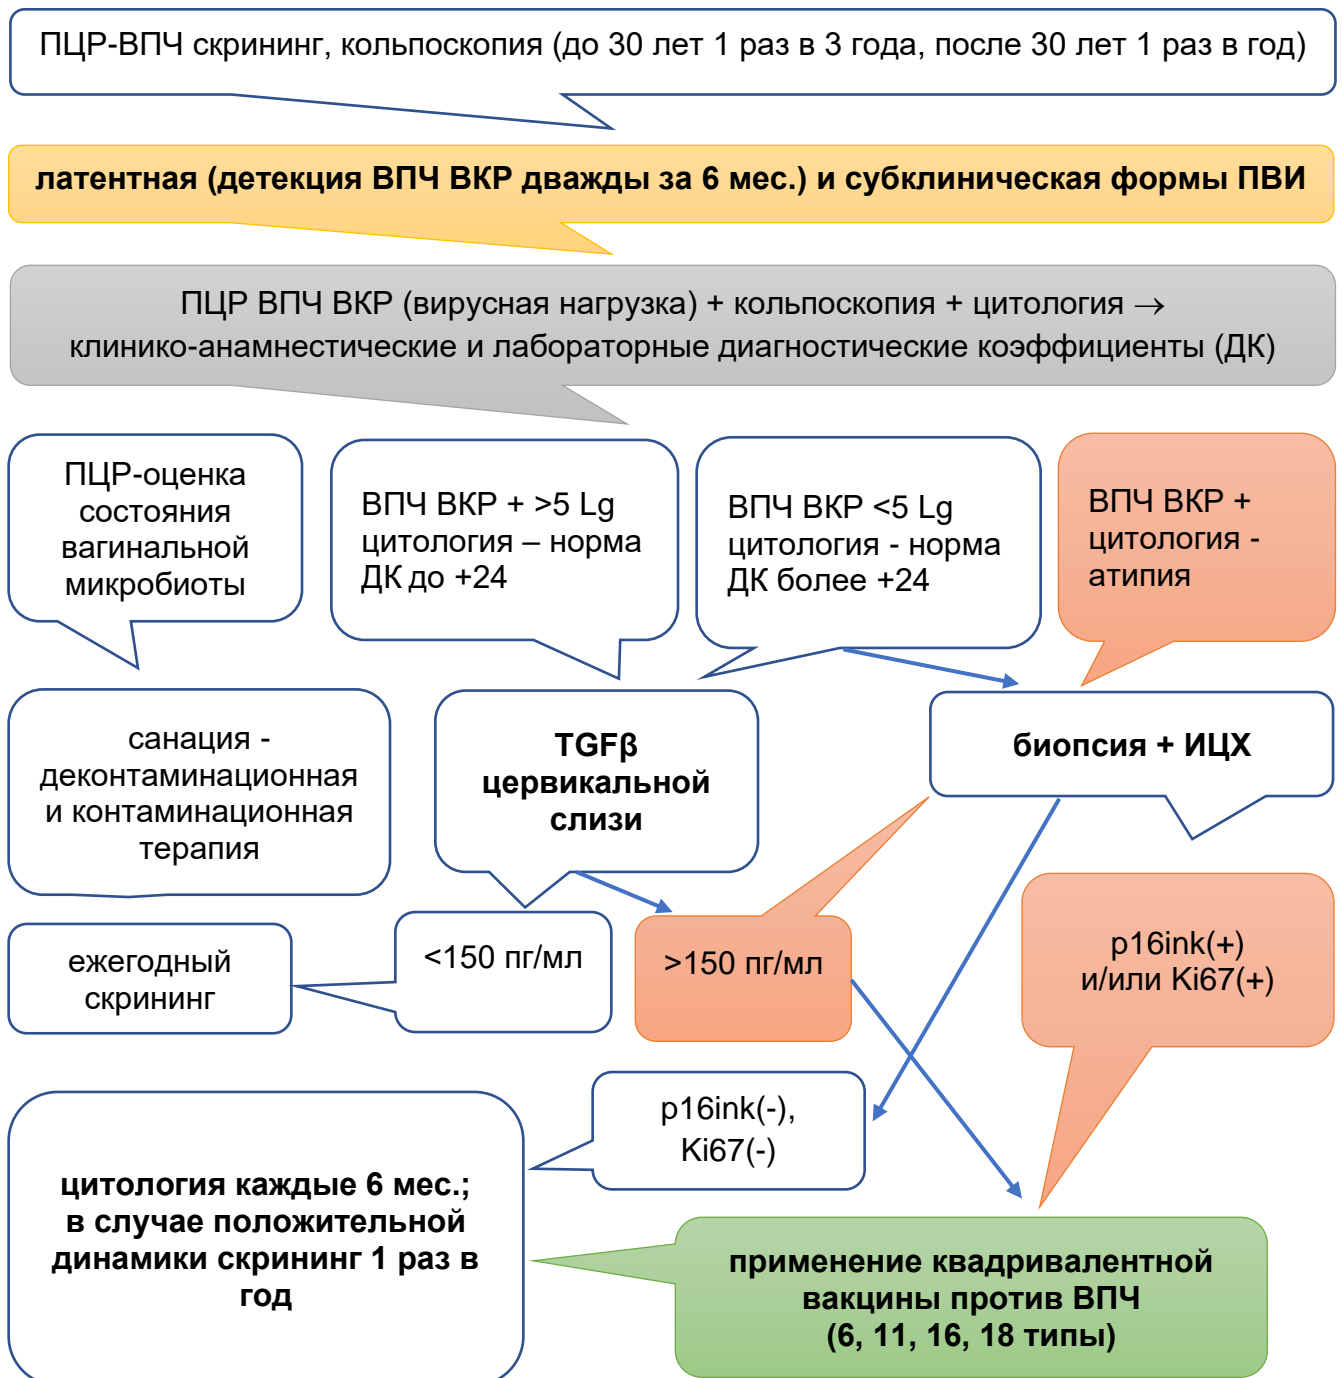 ПЦР-ВПЧ скрининг, кольпоскопия (до 30 лет 1 раз в 3 года, после 30 лет 1 раз в год)
латентная (детекция ВПЧ ВКР дважды за 6 мес.) и субклиническая формы ПВИ
ПЦР ВПЧ ВКР (вирусная нагрузка) + кольпоскопия + цитология →
клинико-анамнестические и лабораторные диагностические коэффициенты (ДК)
ПЦР-оценка
состояния
вагинальной
микробиоты
ВПЧ ВКР + >5 Lg
цитология – норма
ДК до +24
ВПЧ ВКР <5 Lg
цитология - норма
ДК более +24
ВПЧ ВКР +
цитология -
атипия
санация -
деконтаминационная
и контаминационная
терапия
TGFβ
цервикальной
слизи
биопсия + ИЦХ
ежегодный
скрининг
<150 пг/мл
>150 пг/мл
p16ink(+)
и/или Ki67(+)
p16ink(-),
Ki67(-)
цитология каждые 6 мес.;
в случае положительной
динамики скрининг 1 раз в
год
применение квадривалентной
вакцины против ВПЧ
(6, 11, 16, 18 типы)